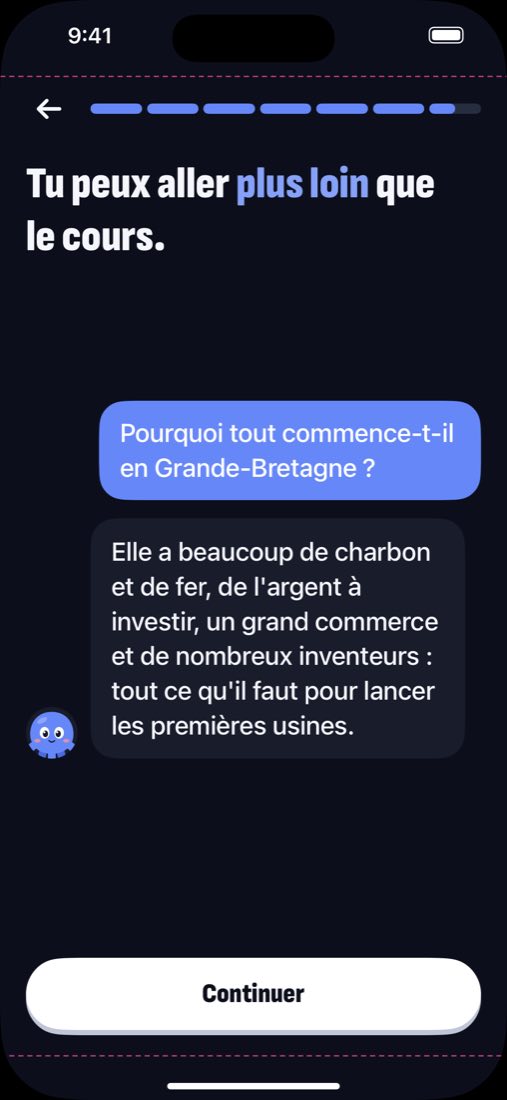 9:41
Tu peux aller plus loin que
le cours.
Pourquoi tout commence-t-il
en Grande-Bretagne ?
Elle a beaucoup de charbon
et de fer, de l'argent à
investir, un grand commerce
et de nombreux inventeurs :
tout ce qu'il faut pour lancer
les premières usines.
Continuer